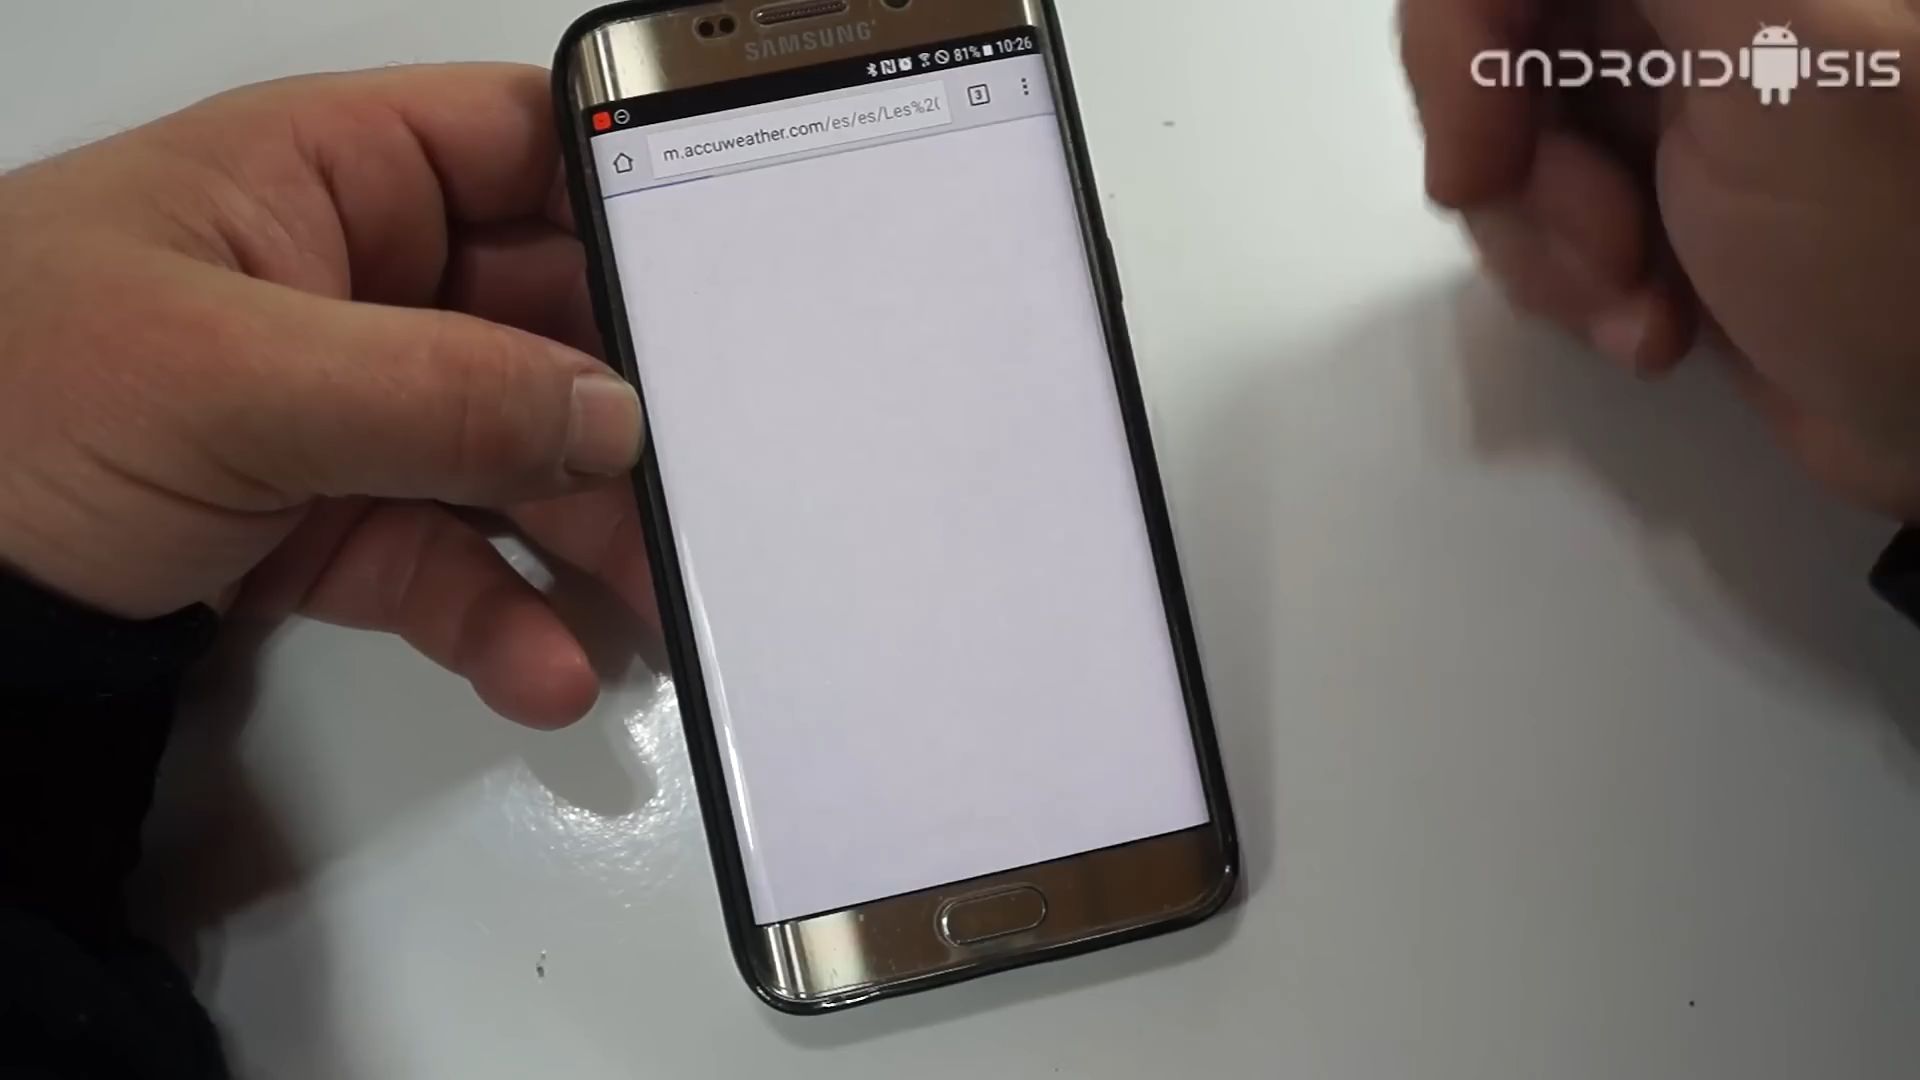 ANDROIDSIS
SAMSUNG
81% 10:26
m.accuweather.com/es/es/Les%2(
3